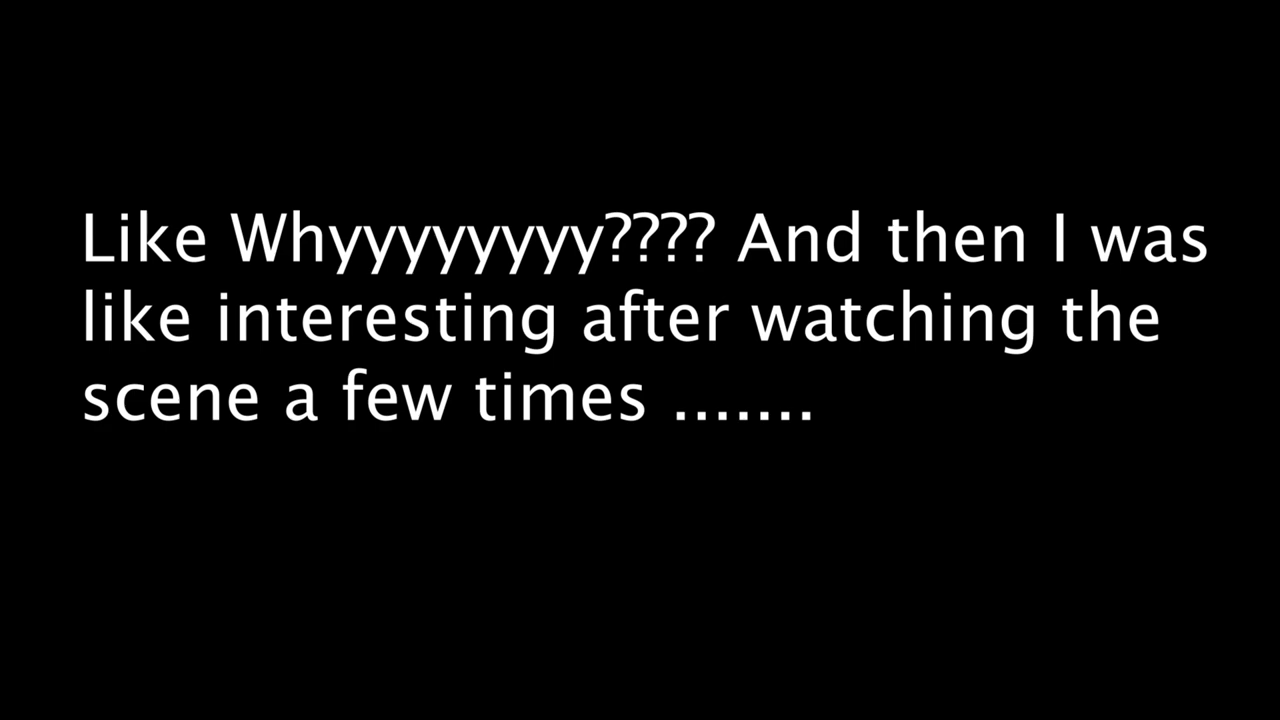 Like Whyyyyyyyy???? And then I was
like interesting after watching the
scene a few times .......